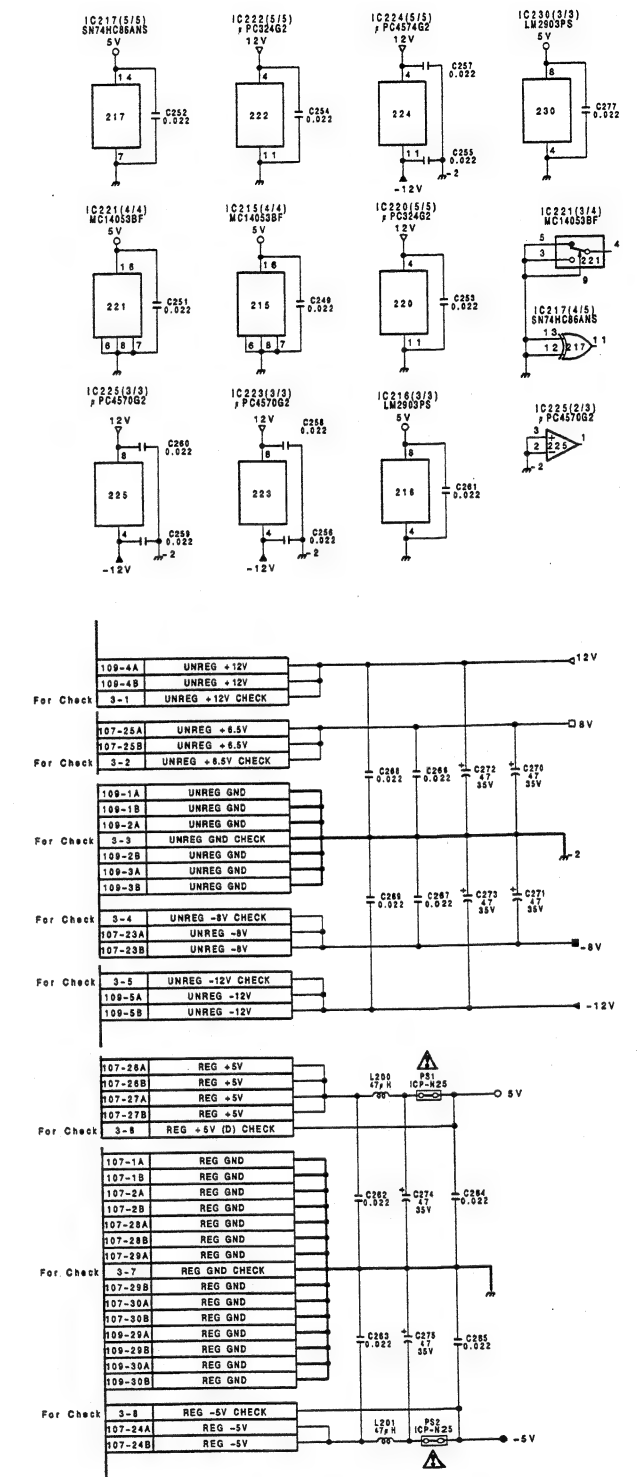 IC217(5/5)
SN74HC86ANS
5V
14
217
7
C252
0.022
IC222(5/5)
μPC324G2
12V
4
222
11
C254
0.022
IC224(5/5)
μPC4574G2
12V
4
C257
0.022
224
11
C255
0.022
-2
-12V
IC230(3/3)
LM2903PS
5V
8
230
4
C277
0.022
IC221(4/4)
MC14053BF
5V
16
221
6 8 7
C251
0.022
IC215(4/4)
MC14053BF
5V
16
215
6 8 7
C249
0.022
IC220(5/5)
μPC324G2
12V
4
220
11
C253
0.022
IC221(3/4)
MC14053BF
5
3
4
221
9
IC217(4/5)
SN74HC86ANS
13
12
217
11
IC225(3/3)
μPC4570G2
12V
C260
0.022
8
225
4
C259
0.022
-2
-12V
IC223(3/3)
μPC4570G2
12V
C258
0.022
8
223
4
C256
0.022
-2
-12V
IC216(3/3)
LM2903PS
5V
8
216
4
C261
0.022
IC225(2/3)
μPC4570G2
3
2
225
1
-2
109-4A UNREG +12V
12V
109-4B UNREG +12V
For Check 3-1 UNREG +12V CHECK
107-25A UNREG +6.5V
8V
107-25B UNREG +6.5V
For Check 3-2 UNREG +6.5V CHECK
C268
0.022
C266
0.022
C272
47
35V
C270
47
35V
109-1A UNREG GND
109-1B UNREG GND
109-2A UNREG GND
For Check 3-3 UNREG GND CHECK
109-2B UNREG GND
-2
109-3A UNREG GND
109-3B UNREG GND
C269
0.022
C267
0.022
C273
47
35V
C271
47
35V
For Check 3-4 UNREG -8V CHECK
107-23A UNREG -8V
107-23B UNREG -8V
-8V
For Check 3-5 UNREG -12V CHECK
109-5A UNREG -12V
109-5B UNREG -12V
-12V
107-26A REG +5V
107-26B REG +5V
107-27A REG +5V
107-27B REG +5V
For Check 3-6 REG +5V (D) CHECK
L200
47μH
PS1
ICP-N25
5V
107-1A REG GND
107-1B REG GND
107-2A REG GND
107-2B REG GND
107-28A REG GND
107-28B REG GND
107-29A REG GND
C262
0.022
C274
47
35V
C264
0.022
For Check 3-7 REG GND CHECK
107-29B REG GND
107-30A REG GND
107-30B REG GND
109-29A REG GND
109-29B REG GND
109-30A REG GND
109-30B REG GND
C263
0.022
C275
47
35V
C265
0.022
For Check 3-8 REG -5V CHECK
107-24A REG -5V
107-24B REG -5V
L201
47μH
PS2
ICP-N25
-5V